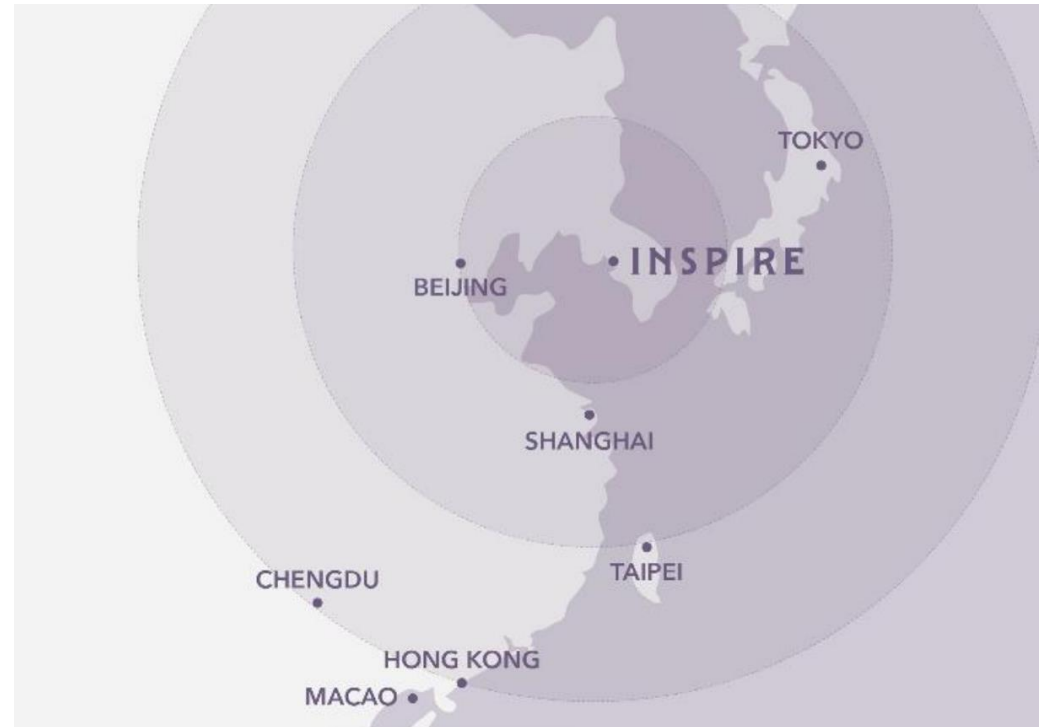 TOKYO
INSPIRE
BEIJING
SHANGHAI
TAIPEI
CHENGDU
HONG KONG
MACAO